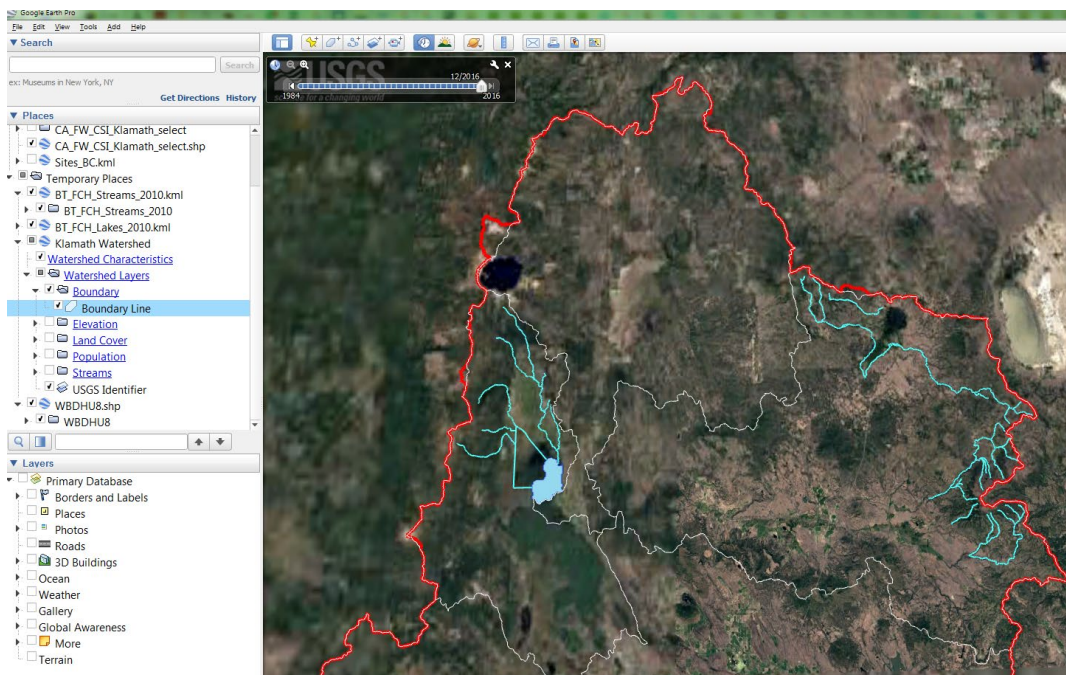 Google Earth Pro
File Edit View Tools Add Help
Search
Search
ex: Museums in New York, NY
Get Directions History
Places
CA_FW_CSI_Klamath_select
CA_FW_CSI_Klamath_select.shp
Sites_BC.kml
Temporary Places
BT_FCH_Streams_2010.kml
BT_FCH_Streams_2010
BT_FCH_Lakes_2010.kml
Klamath Watershed
Watershed Characteristics
Watershed Layers
Boundary
Boundary Line
Elevation
Land Cover
Population
Streams
USGS Identifier
WBDHU8.shp
WBDHU8
Layers
Primary Database
Borders and Labels
Places
Photos
Roads
3D Buildings
Ocean
Weather
Gallery
Global Awareness
More
Terrain
USGS
science for a changing world
12/2016
1984
2016